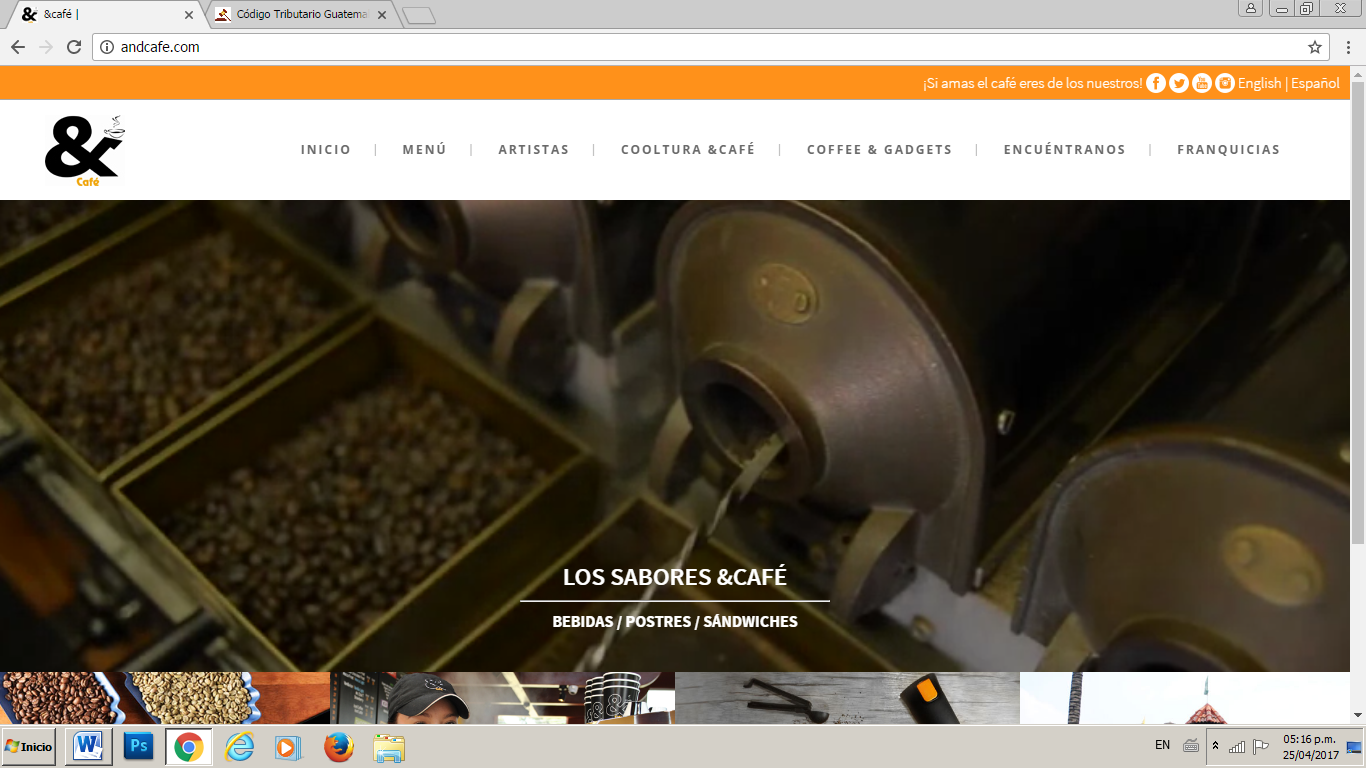 &café |
Código Tributario Guatema
andcafe.com
¡Si amas el café eres de los nuestros! English | Español
&
Café
INICIO | MENÚ | ARTISTAS | COOLTURA &CAFÉ | COFFEE & GADGETS | ENCUÉNTRANOS | FRANQUICIAS
LOS SABORES &CAFÉ
BEBIDAS / POSTRES / SÁNDWICHES
Inicio
EN
05:16 p.m.
25/04/2017